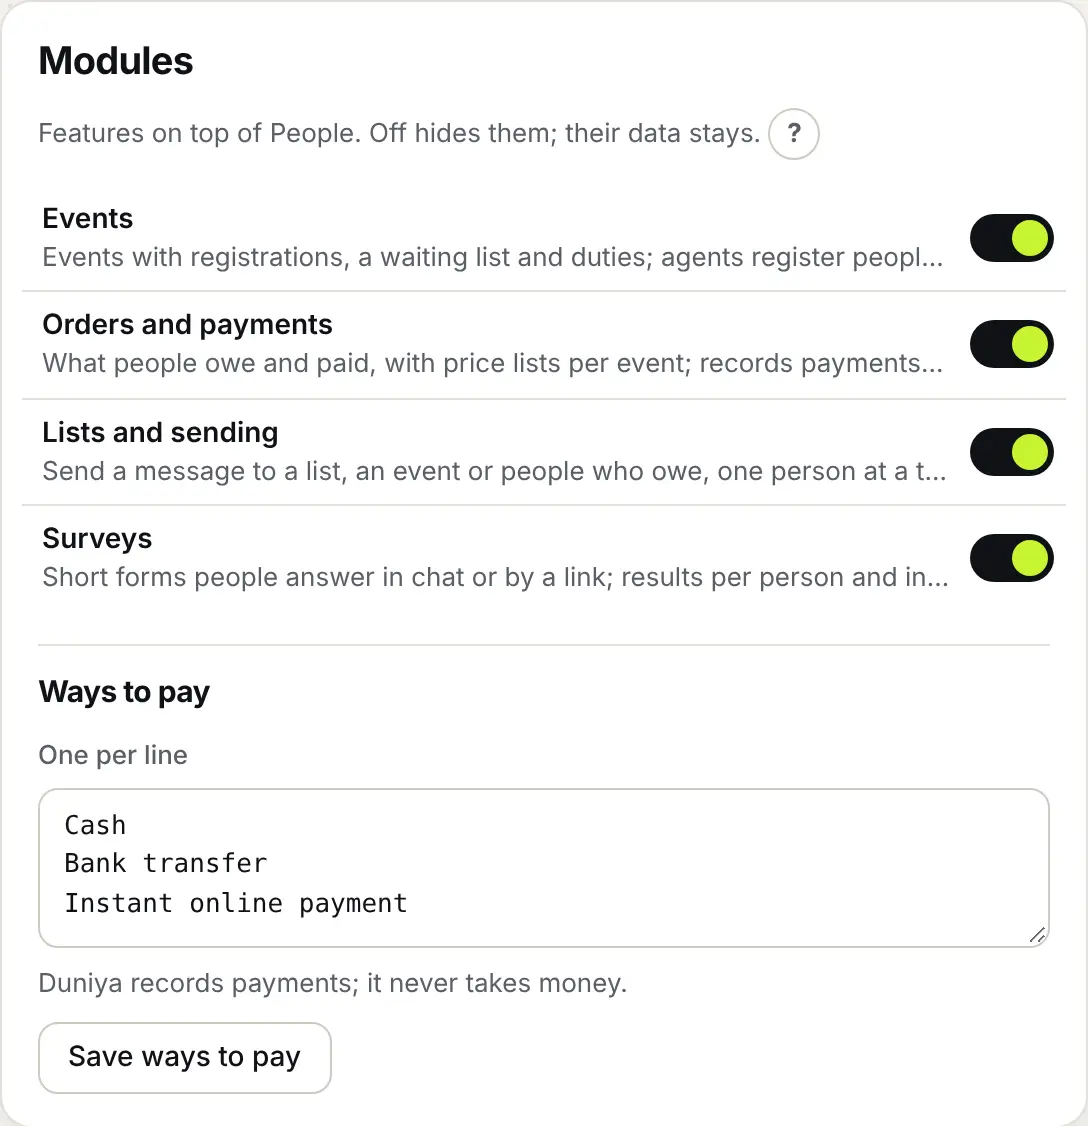 Modules
Features on top of People. Off hides them; their data stays. ?
Events
Events with registrations, a waiting list and duties; agents register peopl...
Orders and payments
What people owe and paid, with price lists per event; records payments...
Lists and sending
Send a message to a list, an event or people who owe, one person at a t...
Surveys
Short forms people answer in chat or by a link; results per person and in...
Ways to pay
One per line
Cash
Bank transfer
Instant online payment
Duniya records payments; it never takes money.
Save ways to pay